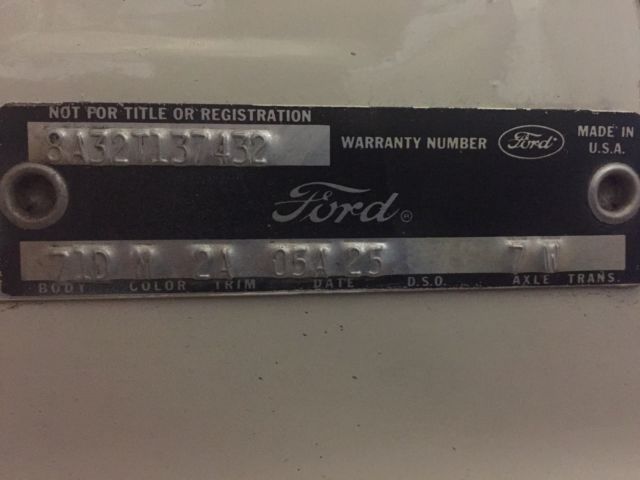 NOT FOR TITLE OR REGISTRATION
8A32T137432
WARRANTY NUMBER
Ford
MADE IN
U.S.A.
Ford®
71D M 2A 05A 25 7 W
BODY COLOR TRIM DATE D.S.O. AXLE TRANS.